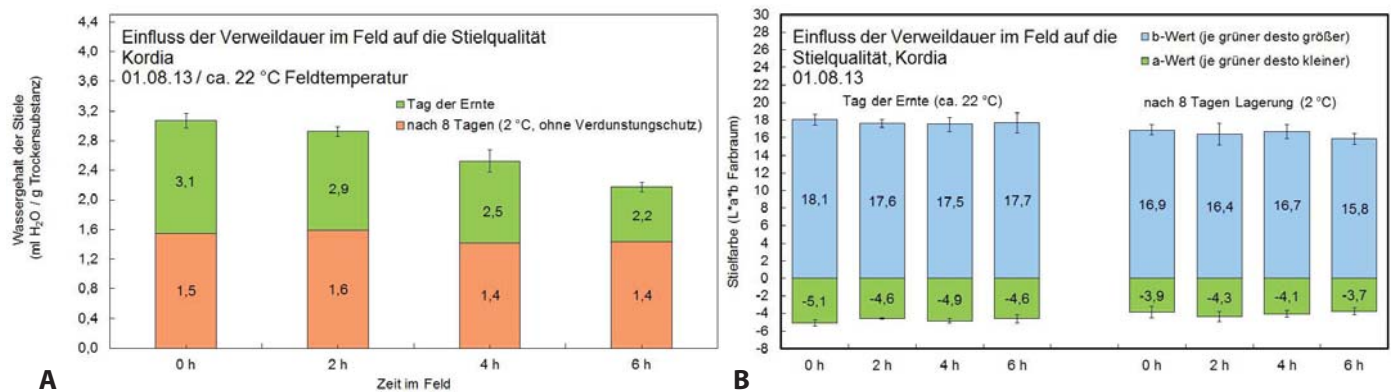 4,4
4,0
3,6
3,2
2,8
2,4
2,0
1,6
1,2
0,8
0,4
0,0
Wassergehalt der Stiele
(ml H₂O / g Trockensubstanz)
Einfluss der Verweildauer im Feld auf die Stielqualität
Kordia
01.08.13 / ca. 22 °C Feldtemperatur
Tag der Ernte
nach 8 Tagen (2 °C, ohne Verdunstungschutz)
3,1
2,9
2,5
2,2
1,5
1,6
1,4
1,4
0 h
2 h
4 h
6 h
Zeit im Feld
A
30
28
26
24
22
20
18
16
14
12
10
8
6
4
2
0
-2
-4
-6
-8
Stielfarbe (L*a*b Farbraum)
Einfluss der Verweildauer im Feld auf die
Stielqualität, Kordia
01.08.13
b-Wert (je grüner desto größer)
a-Wert (je grüner desto kleiner)
Tag der Ernte (ca. 22 °C)
nach 8 Tagen Lagerung (2 °C)
18,1
17,6
17,5
17,7
16,9
16,4
16,7
15,8
-5,1
-4,6
-4,9
-4,6
-3,9
-4,3
-4,1
-3,7
0 h
2 h
4 h
6 h
0 h
2 h
4 h
6 h
B